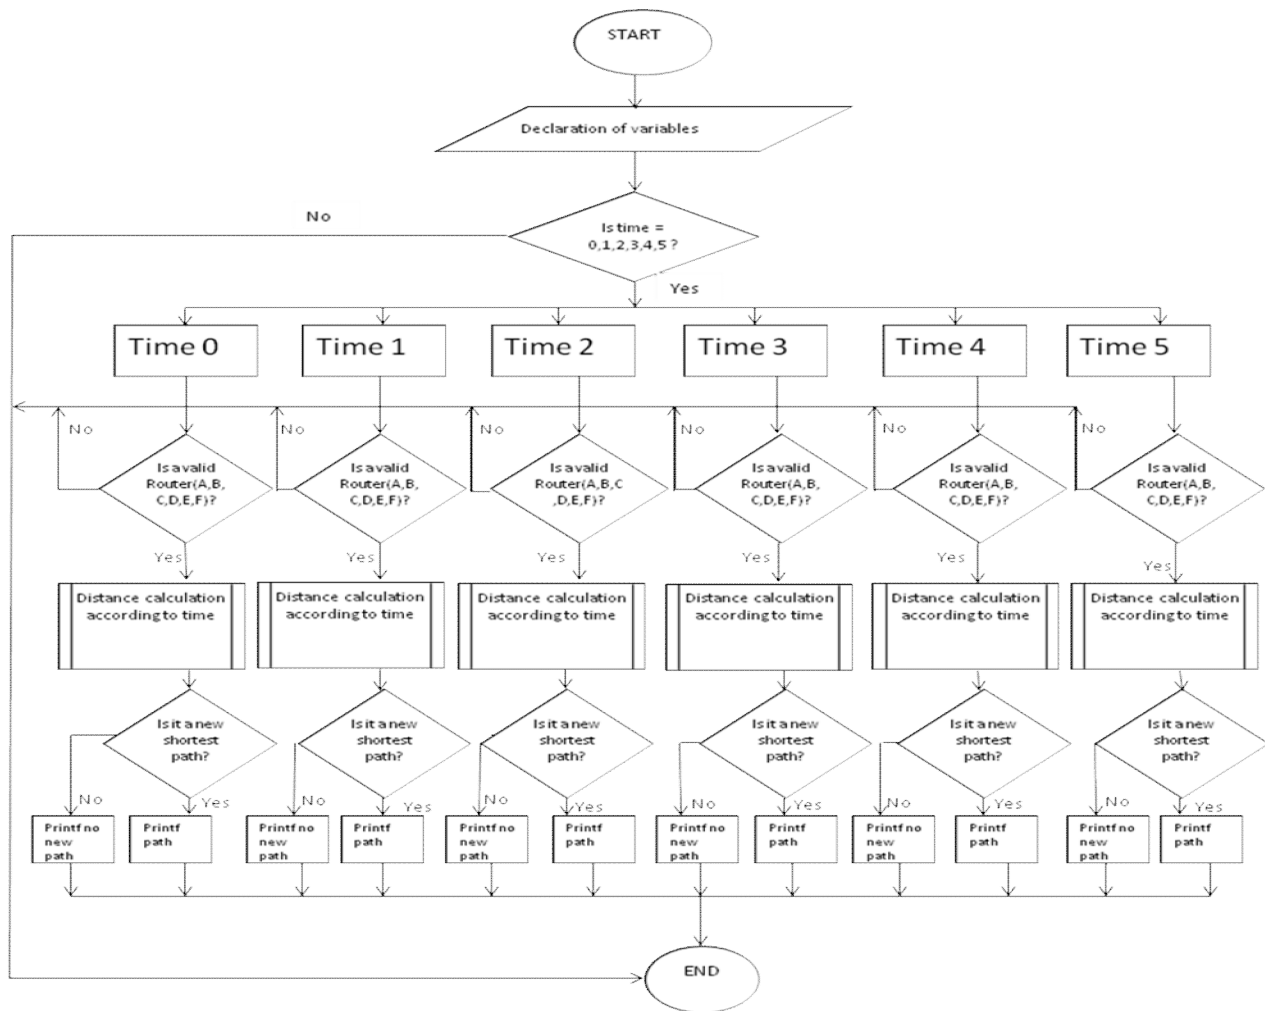 START
Declaration of variables
No
Is time =
0,1,2,3,4,5 ?
Yes
Time 0
Time 1
Time 2
Time 3
Time 4
Time 5
No
No
No
No
No
No
Is a valid
Router(A,B,
C,D,E,F)?
Is a valid
Router(A,B,
C,D,E,F)?
Is a valid
Router(A,B,C
,D,E,F)?
Is a valid
Router(A,B,
C,D,E,F)?
Is a valid
Router(A,B,
C,D,E,F)?
Is a valid
Router(A,B,
C,D,E,F)?
Yes
Yes
Yes
Yes
Yes
Yes
Distance calculation
according to time
Distance calculation
according to time
Distance calculation
according to time
Distance calculation
according to time
Distance calculation
according to time
Distance calculation
according to time
Is it a new
shortest
path?
Is it a new
shortest
path?
Is it a new
shortest
path?
Is it a new
shortest
path?
Is it a new
shortest
path?
Is it a new
shortest
path?
No
Yes
No
Yes
No
Yes
No
Yes
No
Yes
No
Yes
Printf no
new
path
Printf
path
Printf no
new
path
Printf
path
Printf no
new
path
Printf
path
Printf no
new
path
Printf
path
Printf no
new
path
Printf
path
Printf no
new
path
Printf
path
END